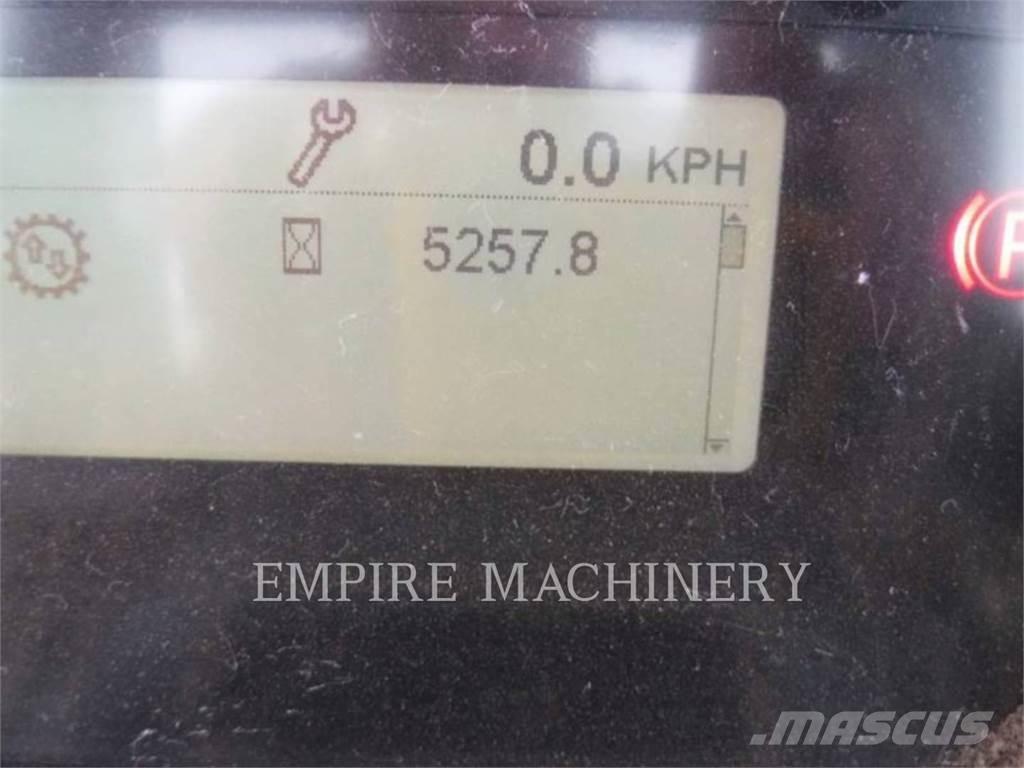 0.0 KPH
5257.8
P
EMPIRE MACHINERY
MASCUS